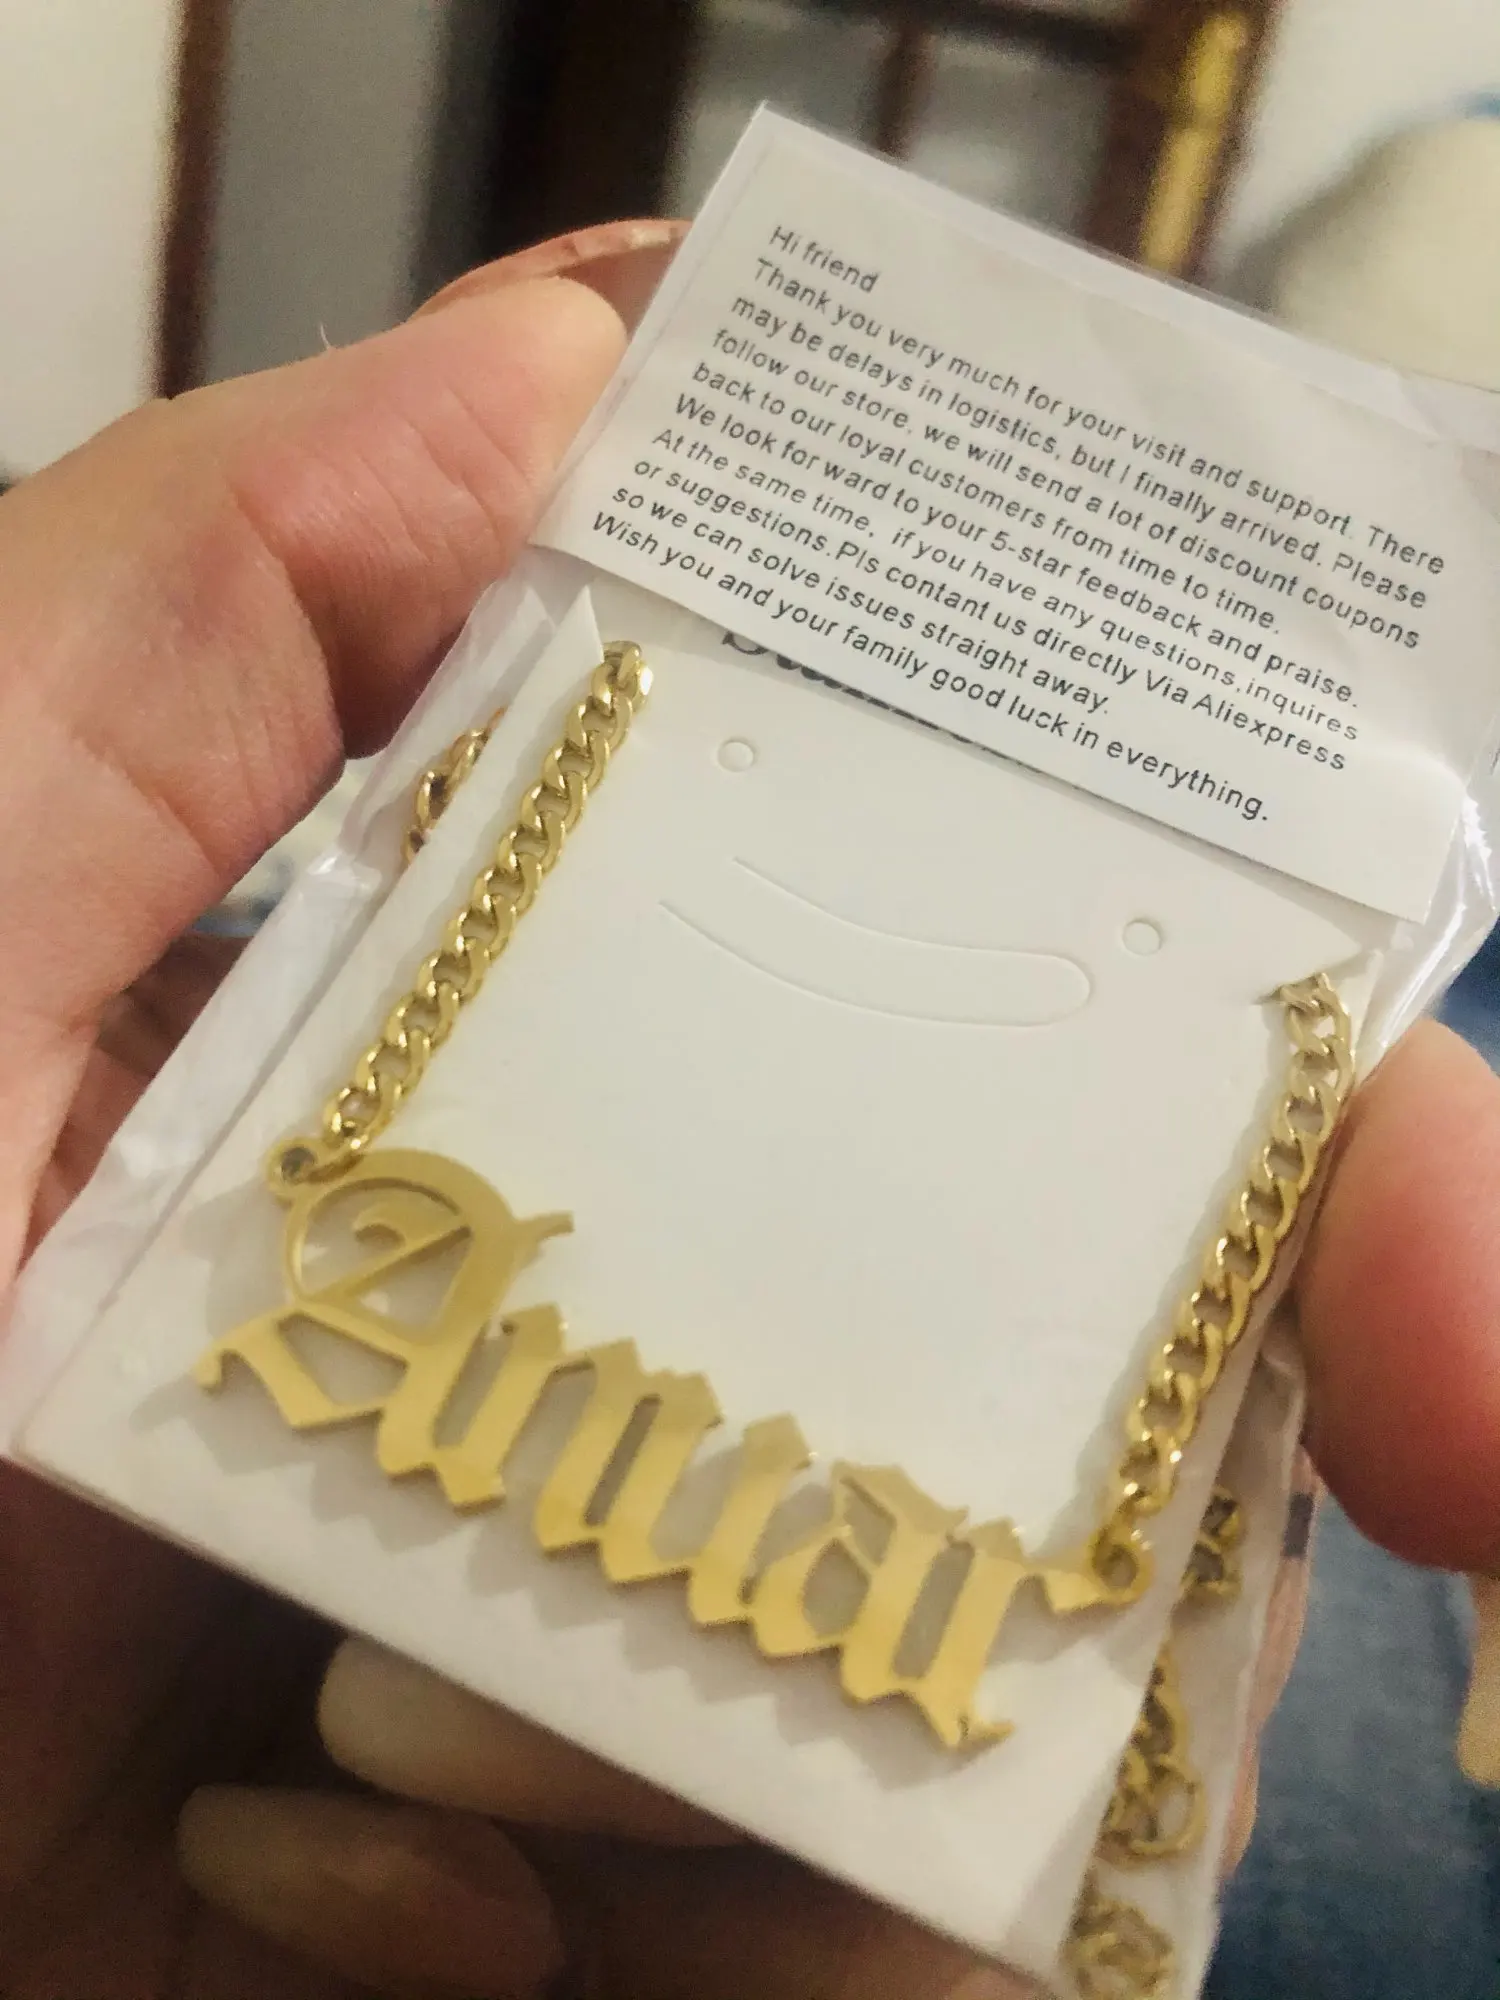 Hi friend
Thank you very much for your visit and support. There
may be delays in logistics, but I finally arrived. Please
follow our store, we will send a lot of discount coupons
back to our loyal customers from time to time.
We look for ward to your 5-star feedback and praise.
At the same time, if you have any questions,inquires
or suggestions.Pls contant us directly Via Aliexpress
so we can solve issues straight away.
Wish you and your family good luck in everything.
Anuar